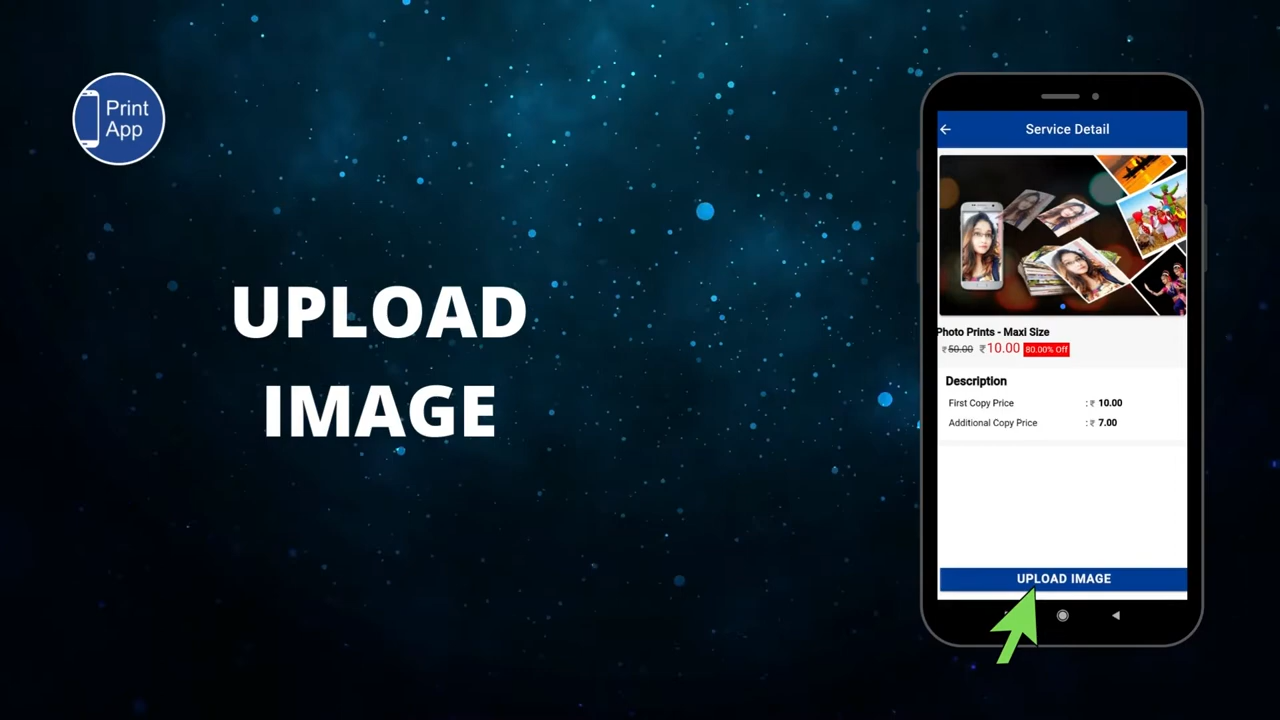 Print
App
UPLOAD
IMAGE
Service Detail
Photo Prints - Maxi Size
₹50.00 ₹10.00 80.00% Off
Description
First Copy Price : ₹ 10.00
Additional Copy Price : ₹ 7.00
UPLOAD IMAGE